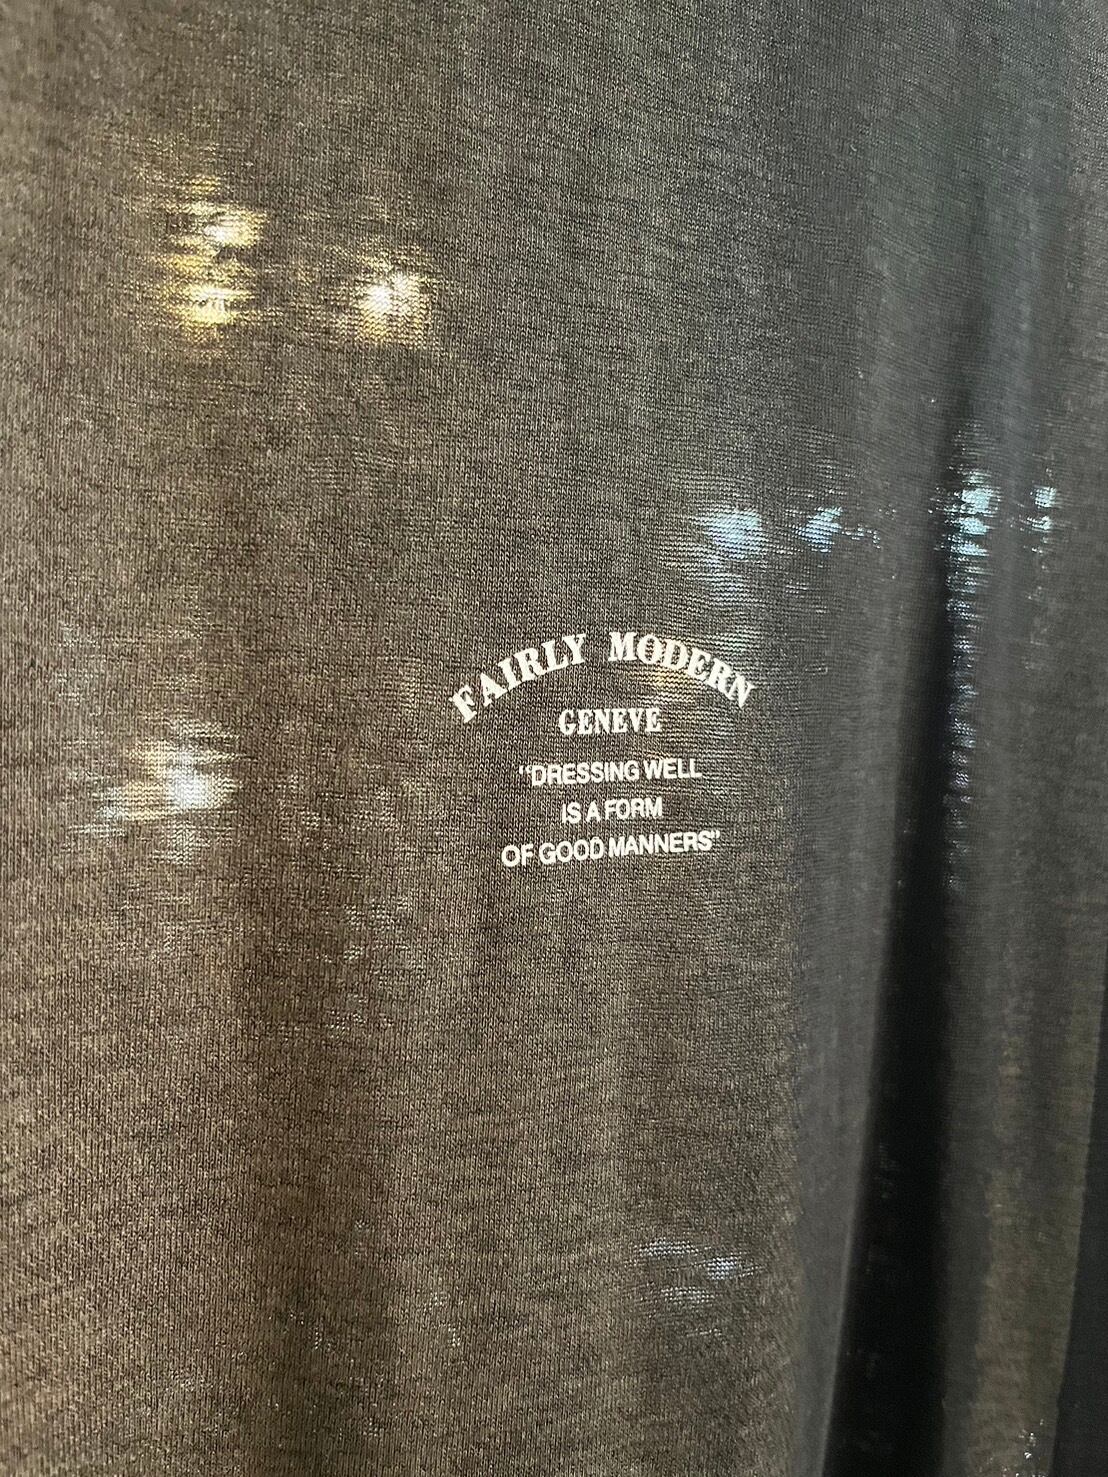 FAIRLY MODERN
GENEVE
"DRESSING WELL
IS A FORM
OF GOOD MANNERS"